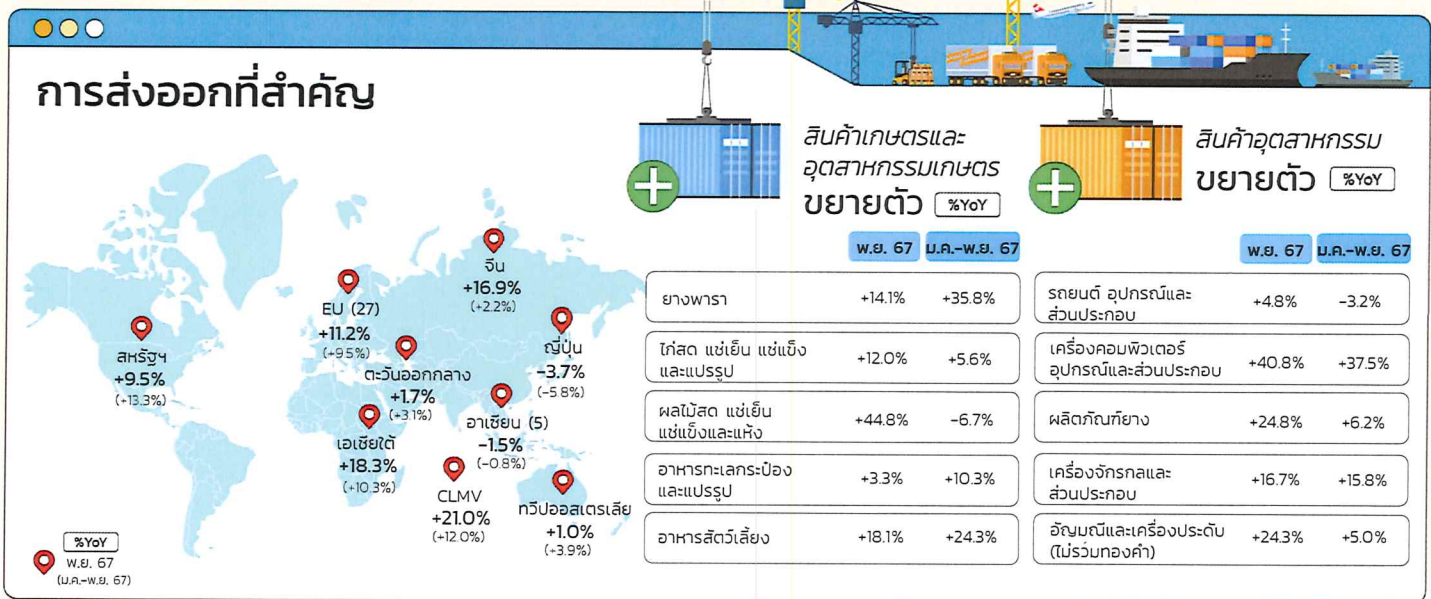 การส่งออกที่สำคัญ
จีน
+16.9%
(+2.2%)
EU (27)
+11.2%
(+9.5%)
สหรัฐฯ
+9.5%
(+13.3%)
ญี่ปุ่น
-3.7%
(-5.8%)
ตะวันออกกลาง
+1.7%
(+3.1%)
อาเซียน (5)
-1.5%
(-0.8%)
เอเชียใต้
+18.3%
(+10.3%)
CLMV
+21.0%
(+12.0%)
ทวีปออสเตรเลีย
+1.0%
(+3.9%)
%YoY
พ.ย. 67
(ม.ค.-พ.ย. 67)
สินค้าเกษตรและ
อุตสาหกรรมเกษตร
ขยายตัว %YoY
พ.ย. 67 ม.ค.-พ.ย. 67
ยางพารา +14.1% +35.8%
ไก่สด แช่เย็น แช่แข็ง
และแปรรูป +12.0% +5.6%
ผลไม้สด แช่เย็น
แช่แข็งและแห้ง +44.8% -6.7%
อาหารทะเลกระป๋อง
และแปรรูป +3.3% +10.3%
อาหารสัตว์เลี้ยง +18.1% +24.3%
สินค้าอุตสาหกรรม
ขยายตัว %YoY
พ.ย. 67 ม.ค.-พ.ย. 67
รถยนต์ อุปกรณ์และ
ส่วนประกอบ +4.8% -3.2%
เครื่องคอมพิวเตอร์
อุปกรณ์และส่วนประกอบ +40.8% +37.5%
ผลิตภัณฑ์ยาง +24.8% +6.2%
เครื่องจักรกลและ
ส่วนประกอบ +16.7% +15.8%
อัญมณีและเครื่องประดับ
(ไม่รวมทองคำ) +24.3% +5.0%